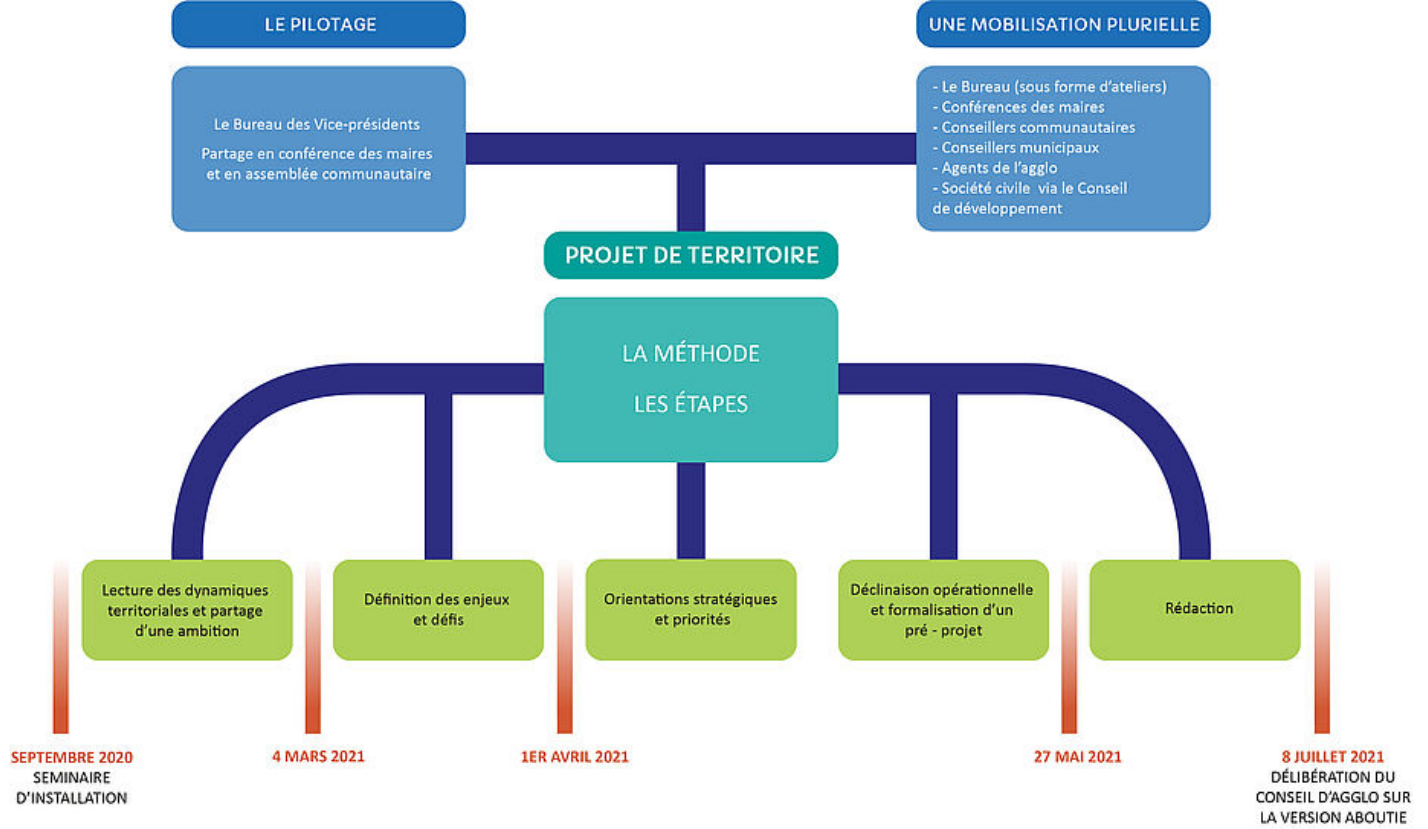 LE PILOTAGE
Le Bureau des Vice-présidents
Partage en conférence des maires
et en assemblée communautaire
UNE MOBILISATION PLURIELLE
- Le Bureau (sous forme d'ateliers)
- Conférences des maires
- Conseillers communautaires
- Conseillers municipaux
- Agents de l'agglo
- Société civile via le Conseil
de développement
PROJET DE TERRITOIRE
LA MÉTHODE
LES ÉTAPES
Lecture des dynamiques
territoriales et partage
d'une ambition
Définition des enjeux
et défis
Orientations stratégiques
et priorités
Déclinaison opérationnelle
et formalisation d'un
pré - projet
Rédaction
SEPTEMBRE 2020
SEMINAIRE
D'INSTALLATION
4 MARS 2021
1ER AVRIL 2021
27 MAI 2021
8 JUILLET 2021
DÉLIBÉRATION DU
CONSEIL D'AGGLO SUR
LA VERSION ABOUTIE